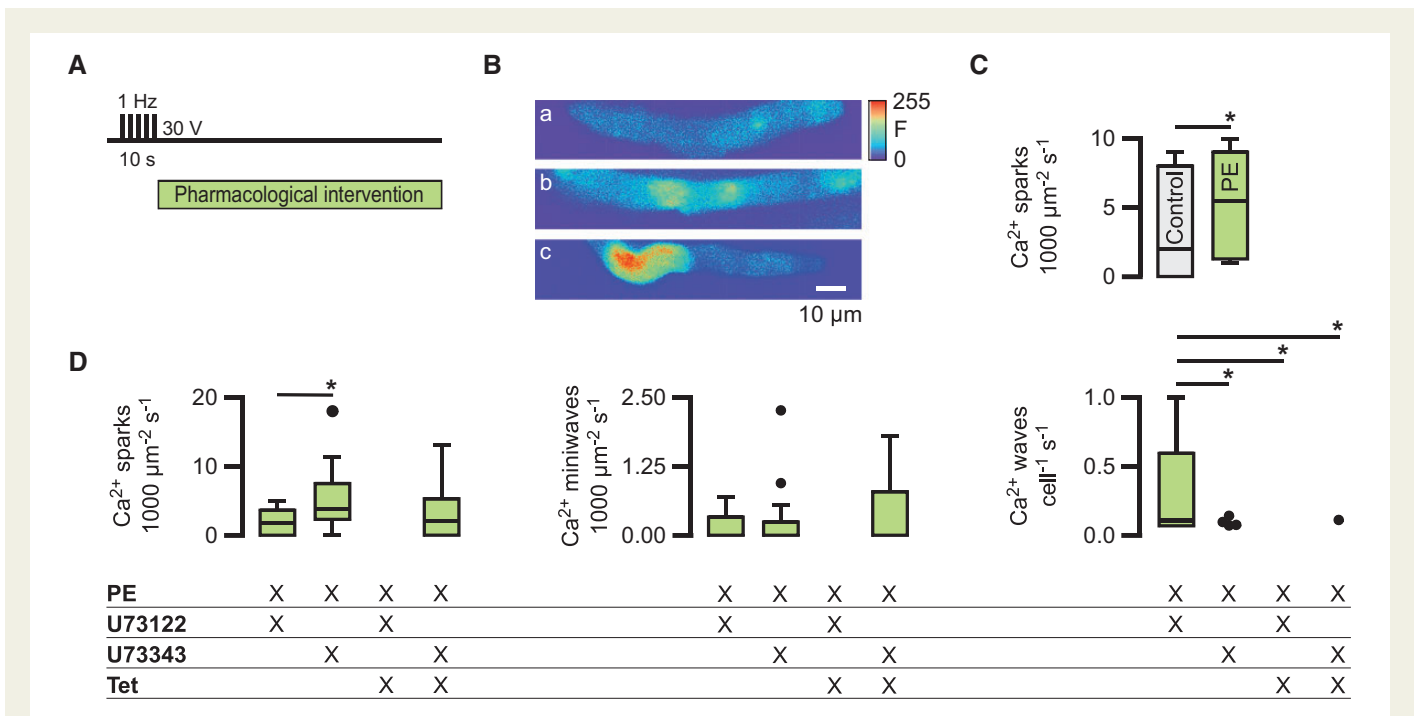 A
1 Hz
30 V
10 s
Pharmacological intervention
B
a
b
c
255
F
0
10 µm
C
Ca²⁺ sparks
1000 µm⁻² s⁻¹
10
5
0
Control
PE
*
D
Ca²⁺ sparks
1000 µm⁻² s⁻¹
20
10
0
*
Ca²⁺ miniwaves
1000 µm⁻² s⁻¹
2.50
1.25
0.00
Ca²⁺ waves
cell⁻¹ s⁻¹
1.0
0.5
0.0
*
*
*
PE X X X X X X X X X X X X
U73122 X X X X X X
U73343 X X X X X X
Tet X X X X X X